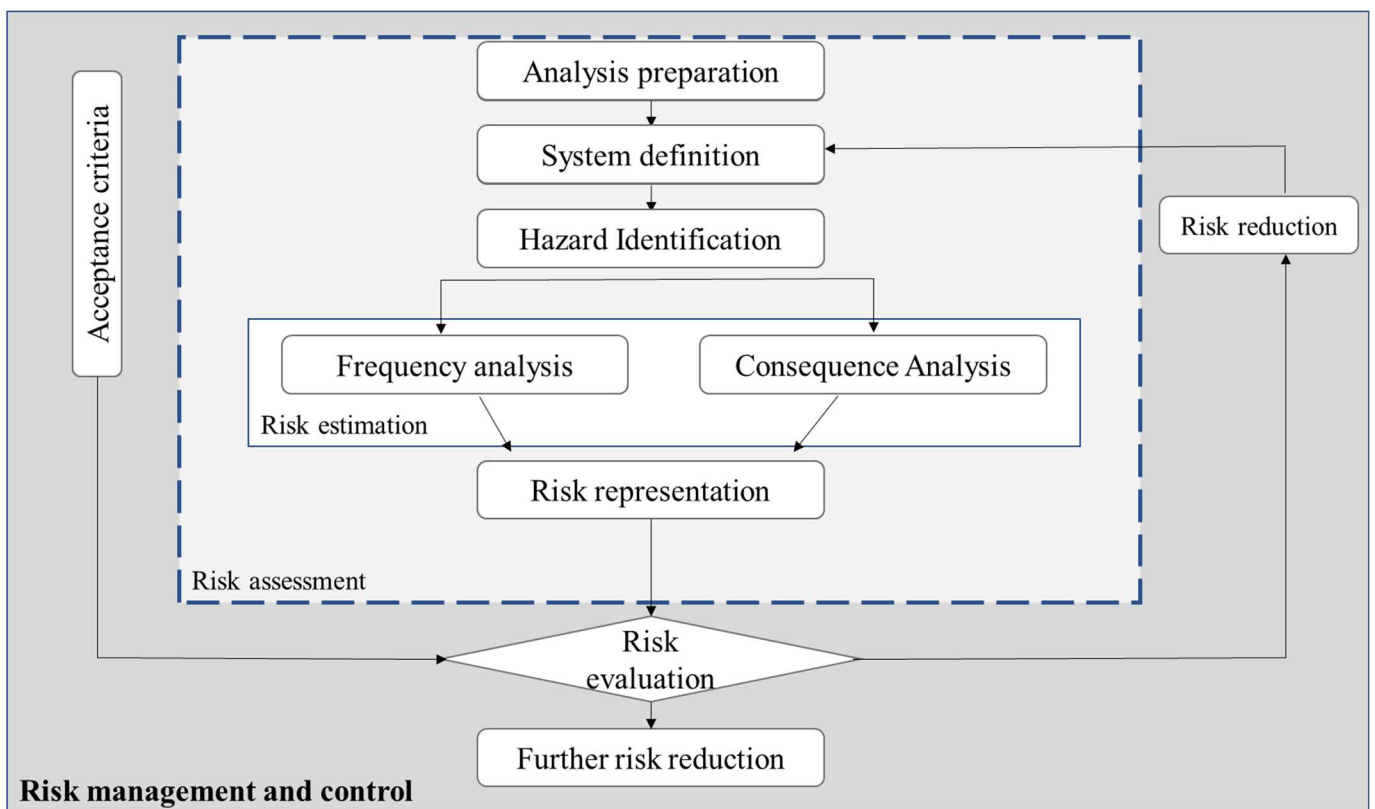 Analysis preparation
Acceptance criteria
System definition
Hazard Identification
Risk reduction
Frequency analysis
Consequence Analysis
Risk estimation
Risk representation
Risk assessment
Risk
evaluation
Further risk reduction
Risk management and control